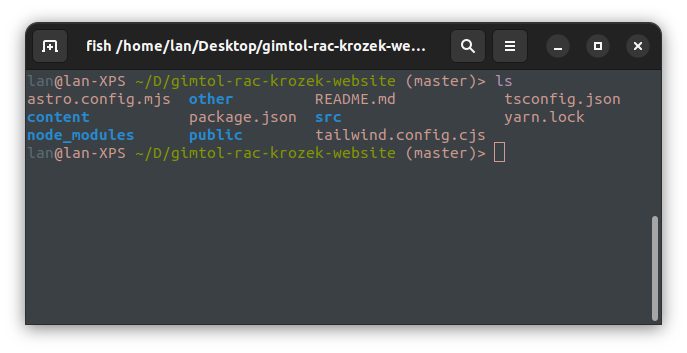 fish /home/lan/Desktop/gimtol-rac-krozek-we...
lan@lan-XPS ~/D/gimtol-rac-krozek-website (master)> ls
astro.config.mjs other README.md tsconfig.json
content package.json src yarn.lock
node_modules public tailwind.config.cjs
lan@lan-XPS ~/D/gimtol-rac-krozek-website (master)>